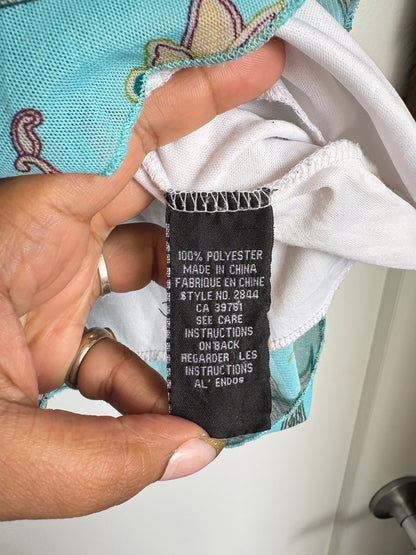 100% POLYESTER
MADE IN CHINA
FABRIQUE EN CHINE
STYLE NO. 2844
CA 39781
SEE CARE
INSTRUCTIONS
ON BACK
REGARDER LES
INSTRUCTIONS
AL' ENDOS